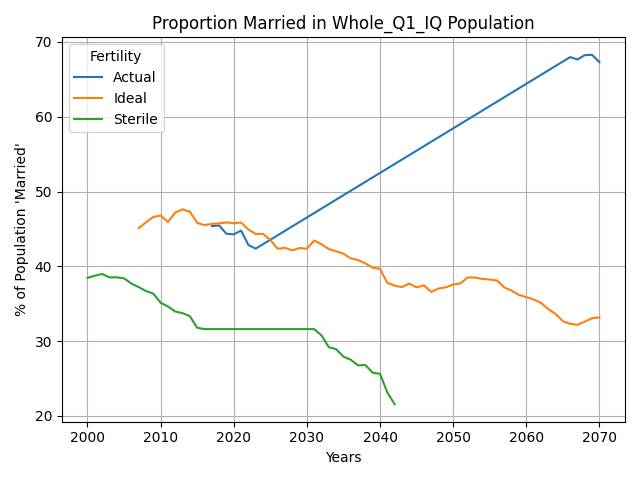 Proportion Married in Whole_Q1_IQ Population
70
60
50
40
30
20
% of Population 'Married'
Fertility
Actual
Ideal
Sterile
2000 2010 2020 2030 2040 2050 2060 2070
Years